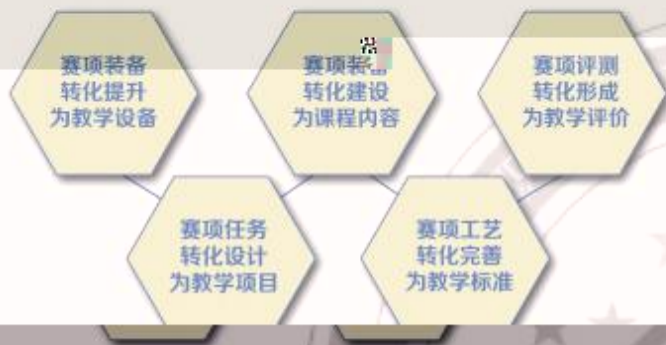 赛项装备
转化提升
为教学设备
赛项装
转化建设
为课程内容
赛项评测
转化形成
为教学评价
赛项任务
转化设计
为教学项目
赛项工艺
转化完善
为教学标准